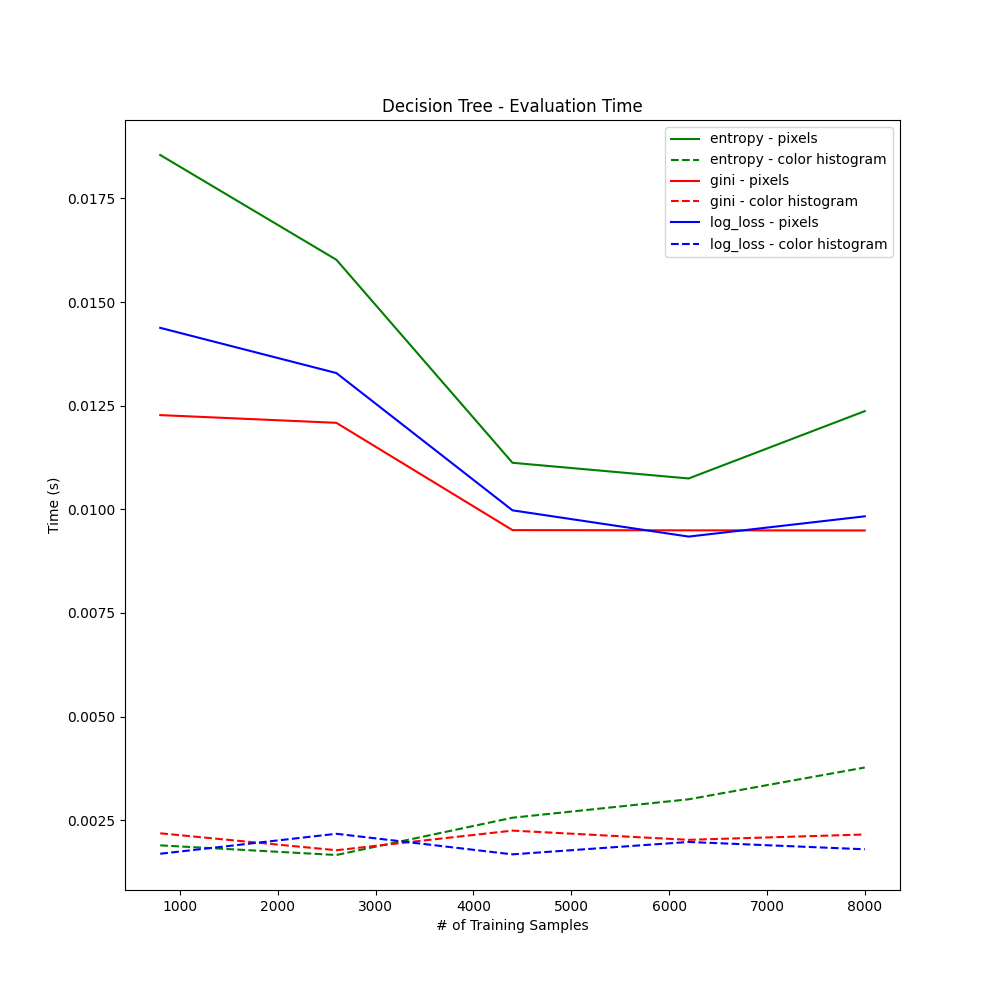 Decision Tree - Evaluation Time
entropy - pixels
entropy - color histogram
gini - pixels
gini - color histogram
log_loss - pixels
log_loss - color histogram
0.0175
0.0150
0.0125
0.0100
0.0075
0.0050
0.0025
Time (s)
1000 2000 3000 4000 5000 6000 7000 8000
# of Training Samples